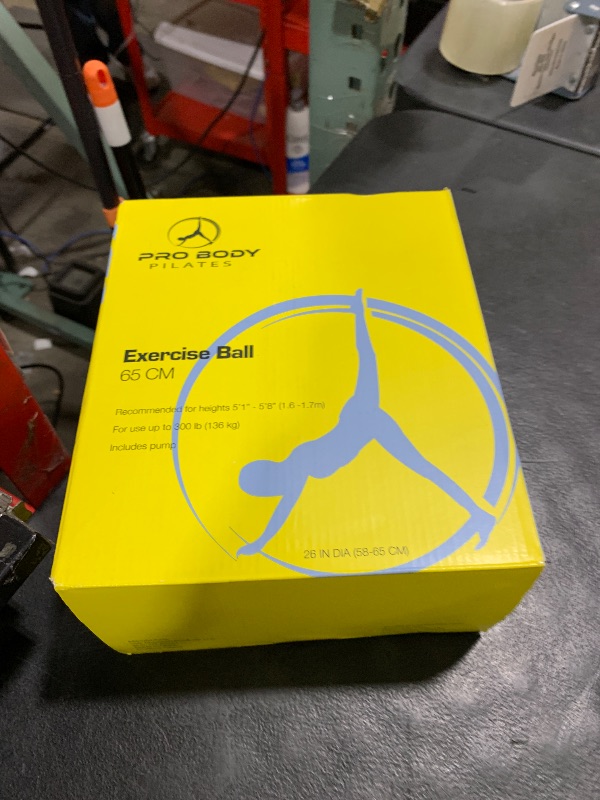 PRO BODY
PILATES
Exercise Ball
65 CM
Recommended for heights 5'1" - 5'8" (1.6 -1.7m)
For use up to 300 lb (136 kg)
Includes pump
26 IN DIA (58-65 CM)